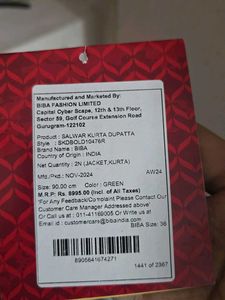 Manufactured and Marketed By:
BIBA FASHION LIMITED
Capital Cyber Scape, 12th & 13th Floor,
Sector 59, Golf Course Extension Road
Gurugram-122102
Product : SALWAR KURTA DUPATTA
Style : SKDBOLD10476R
Brand Name : BIBA
Country of Origin : INDIA
Net Quantity : 2N (JACKET,KURTA)
Mfg./Pkd : NOV-2024 AW24
Size: 90.00 cm Color : GREEN
M.R.P: Rs. 8995.00 (Incl. of All Taxes)
'For Any Feedback/Complaint Please Contact Our
Customer Care Manager Addressed above'
Or Call us at : 011-41169005 Or Write us at
Email id : customercare@bibaindia.com
BIBA Size: 36
8905641674271
1441 of 2367